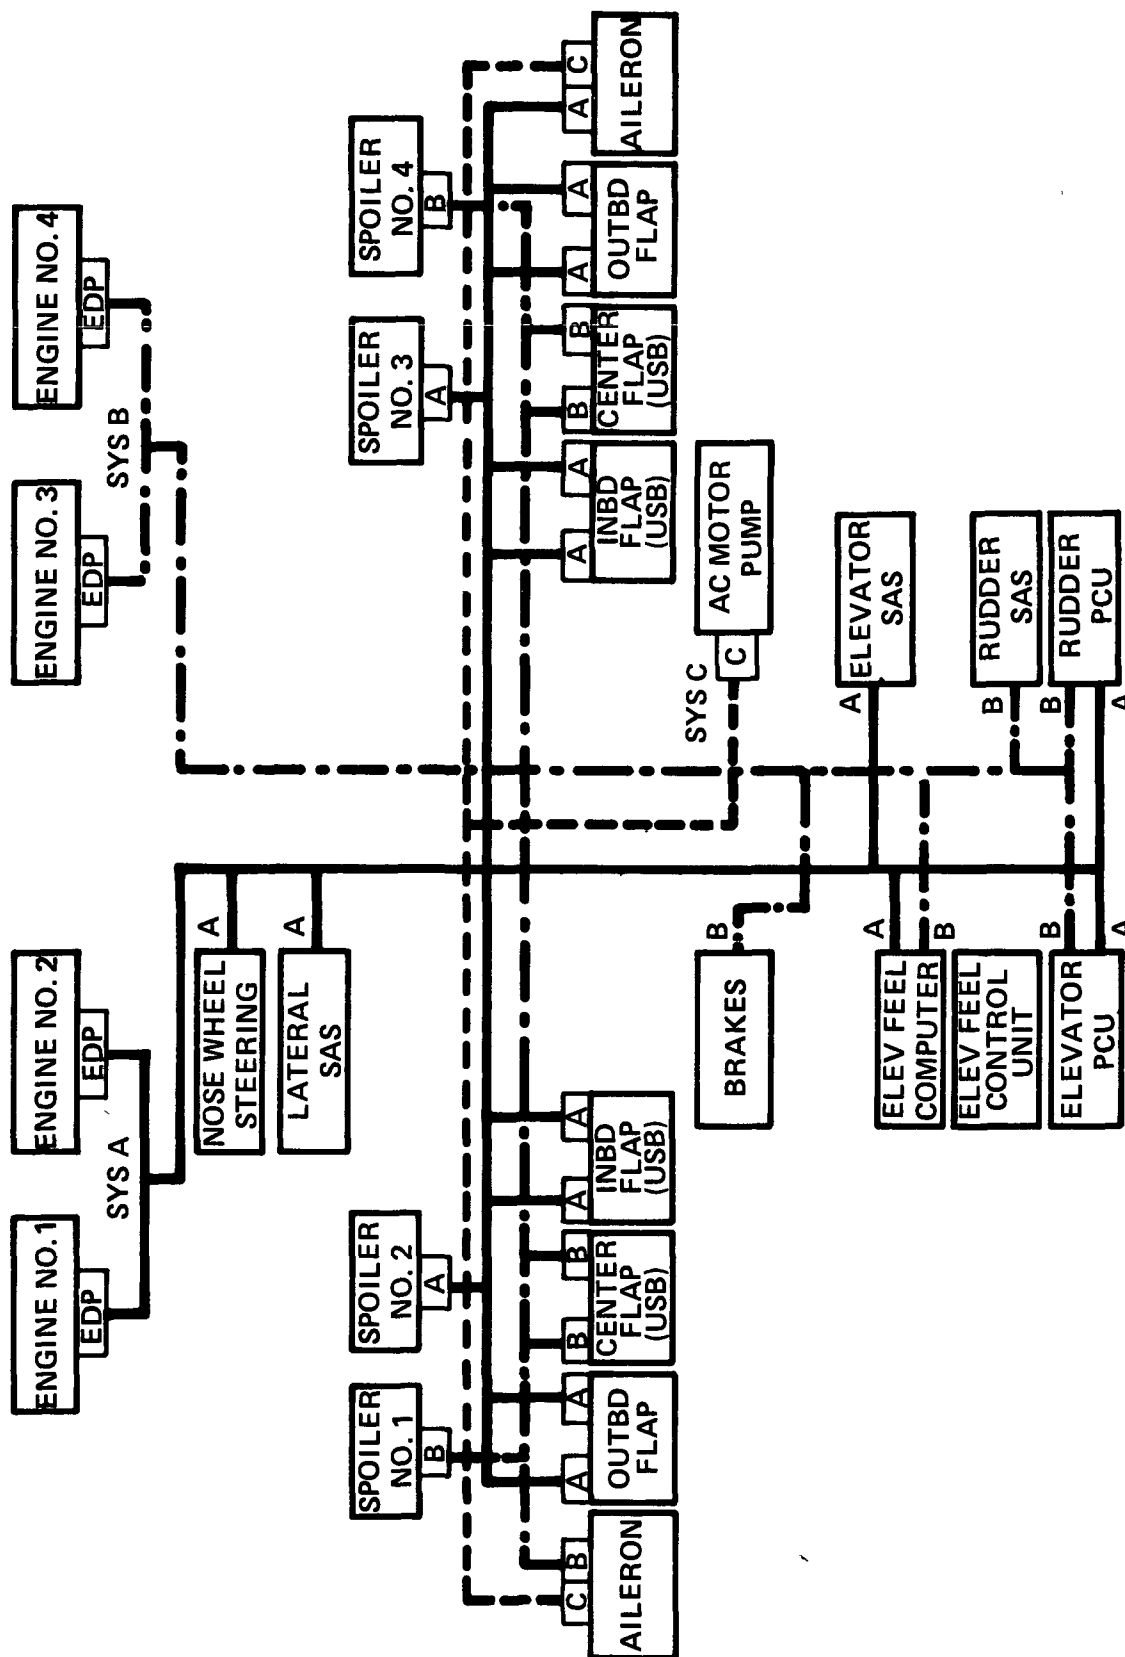 ENGINE NO. 1
EDP
ENGINE NO. 2
EDP
ENGINE NO. 3
EDP
ENGINE NO. 4
EDP
SYS A
SYS B
NOSE WHEEL
STEERING
A
LATERAL
SAS
A
SPOILER
NO. 1
B
SPOILER
NO. 2
A
SPOILER
NO. 3
A
SPOILER
NO. 4
B
C
B
AILERON
A
A
OUTBD
FLAP
B
B
CENTER
FLAP
(USB)
A
A
INBD
FLAP
(USB)
A
A
INBD
FLAP
(USB)
B
B
CENTER
FLAP
(USB)
A
A
OUTBD
FLAP
A
C
AILERON
BRAKES
B
SYS C
C
AC MOTOR
PUMP
A
ELEVATOR
SAS
ELEV FEEL
COMPUTER
A
B
ELEV FEEL
CONTROL
UNIT
B
RUDDER
SAS
ELEVATOR
PCU
B
A
B
A
RUDDER
PCU